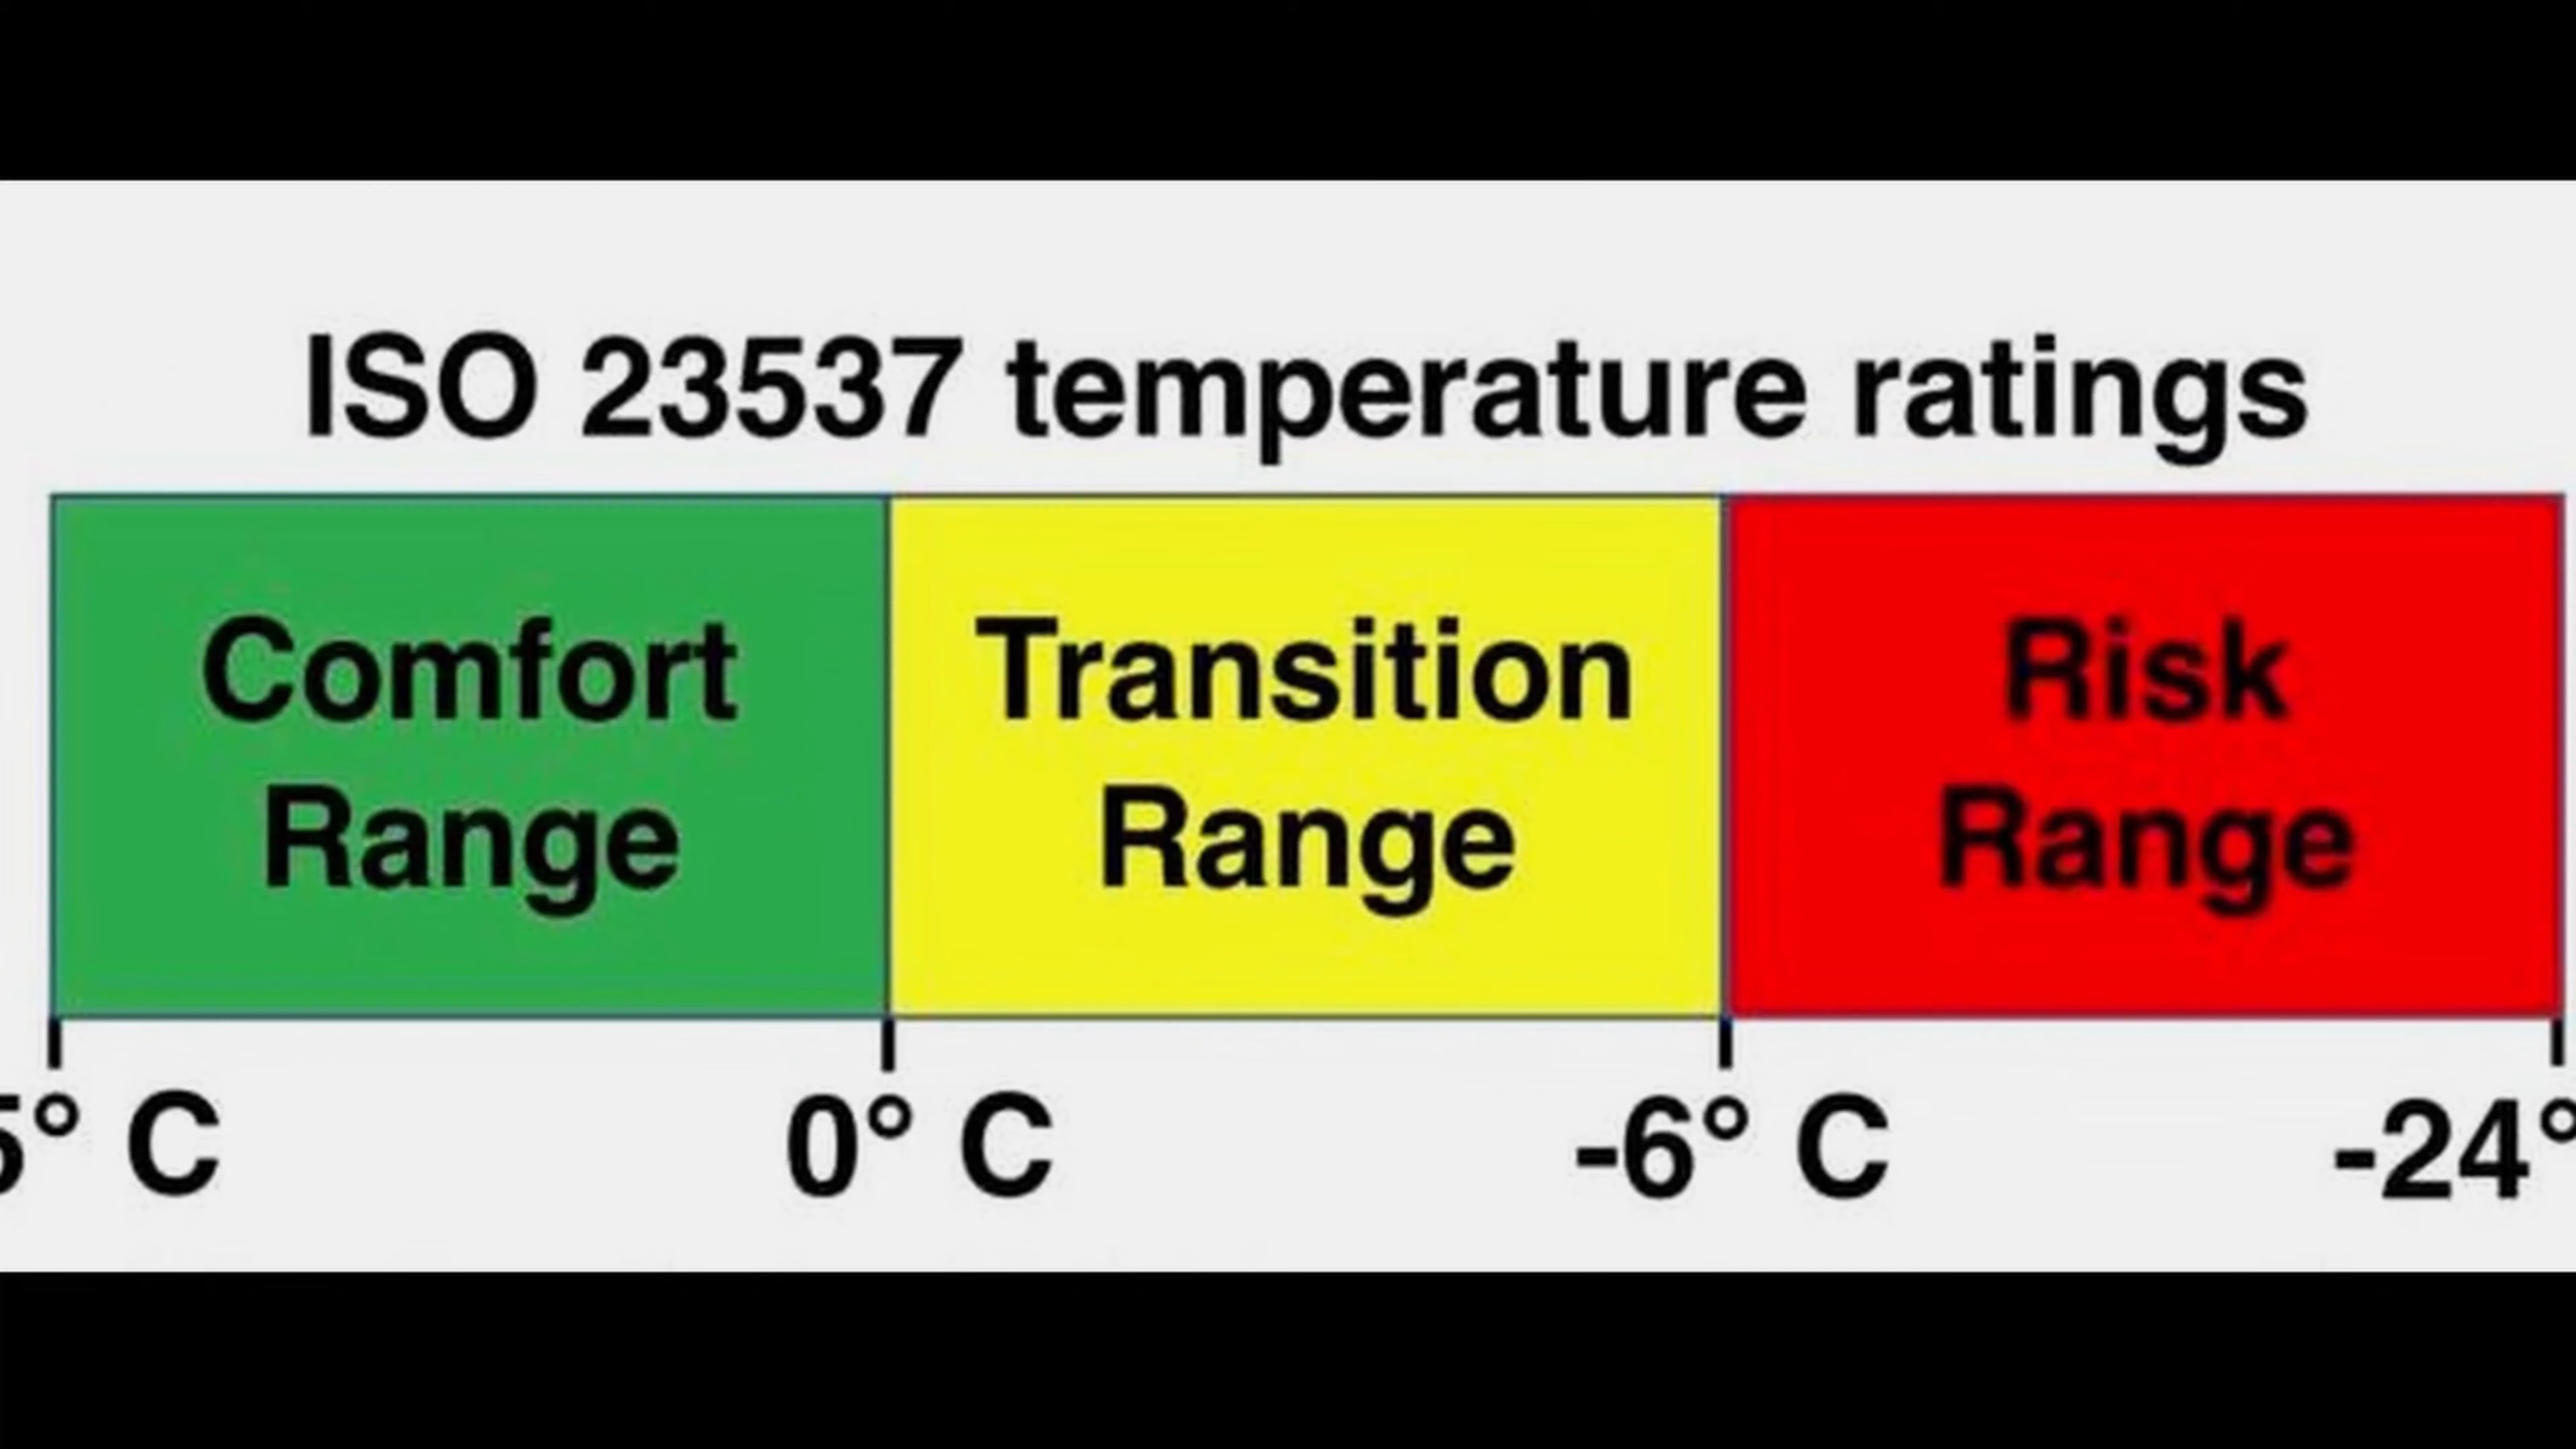 ISO 23537 temperature ratings
Comfort
Range
Transition
Range
Risk
Range
5° C
0° C
-6° C
-24°